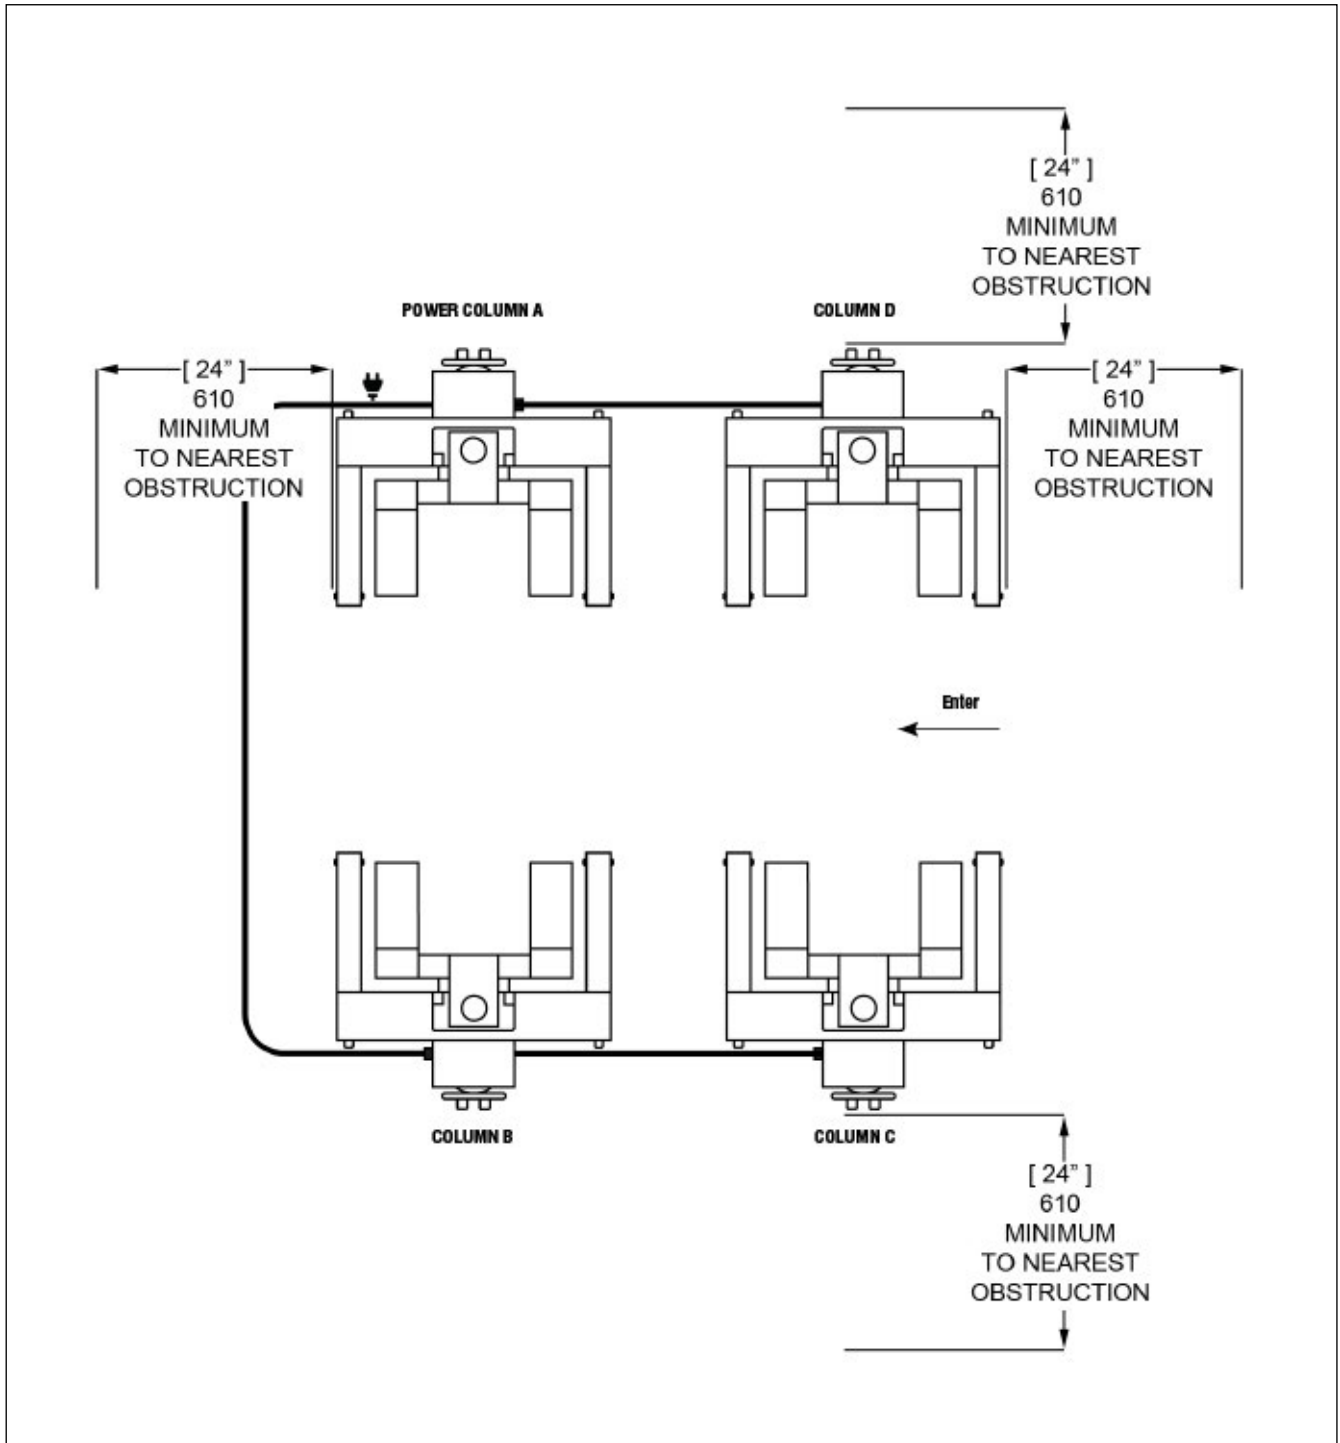 [ 24” ]
610
MINIMUM
TO NEAREST
OBSTRUCTION
POWER COLUMN A
COLUMN D
[ 24” ]
610
MINIMUM
TO NEAREST
OBSTRUCTION
[ 24” ]
610
MINIMUM
TO NEAREST
OBSTRUCTION
Enter
COLUMN B
COLUMN C
[ 24” ]
610
MINIMUM
TO NEAREST
OBSTRUCTION